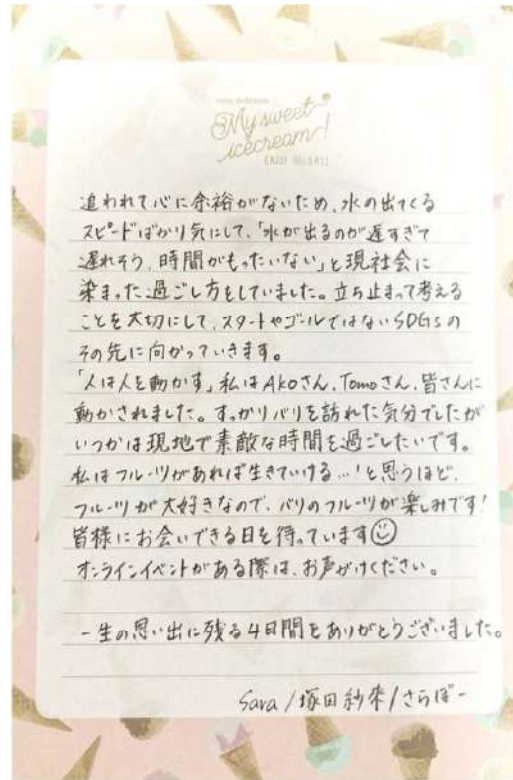 My sweet
icecream!
追われて心に余裕がないため、水の出てくる
スピードばかり気にして、「水が出るのが遅すぎて
遅れそう、時間がもったいない」と現社会に
染まった過ごし方をしていました。立ち止まって考える
ことを大切にして、スタートやゴールではないSDGsの
その先に向かっていきます。
「人は人を動かす」私はAkoさん、Tomoさん、皆さんに
動かされました。すっかりバリを訪れた気分でしたが
いつかは現地で素敵な時間を過ごしたいです。
私はフルーツがあれば生きていける…!と思うほど、
フルーツが大好きなので、バリのフルーツが楽しみです!
皆様にお会いできる日を待っています☺
オンラインイベントがある際は、お声がけください。
一生の思い出に残る4日間をありがとうございました。
Sara/塚田紗来/さらぼー